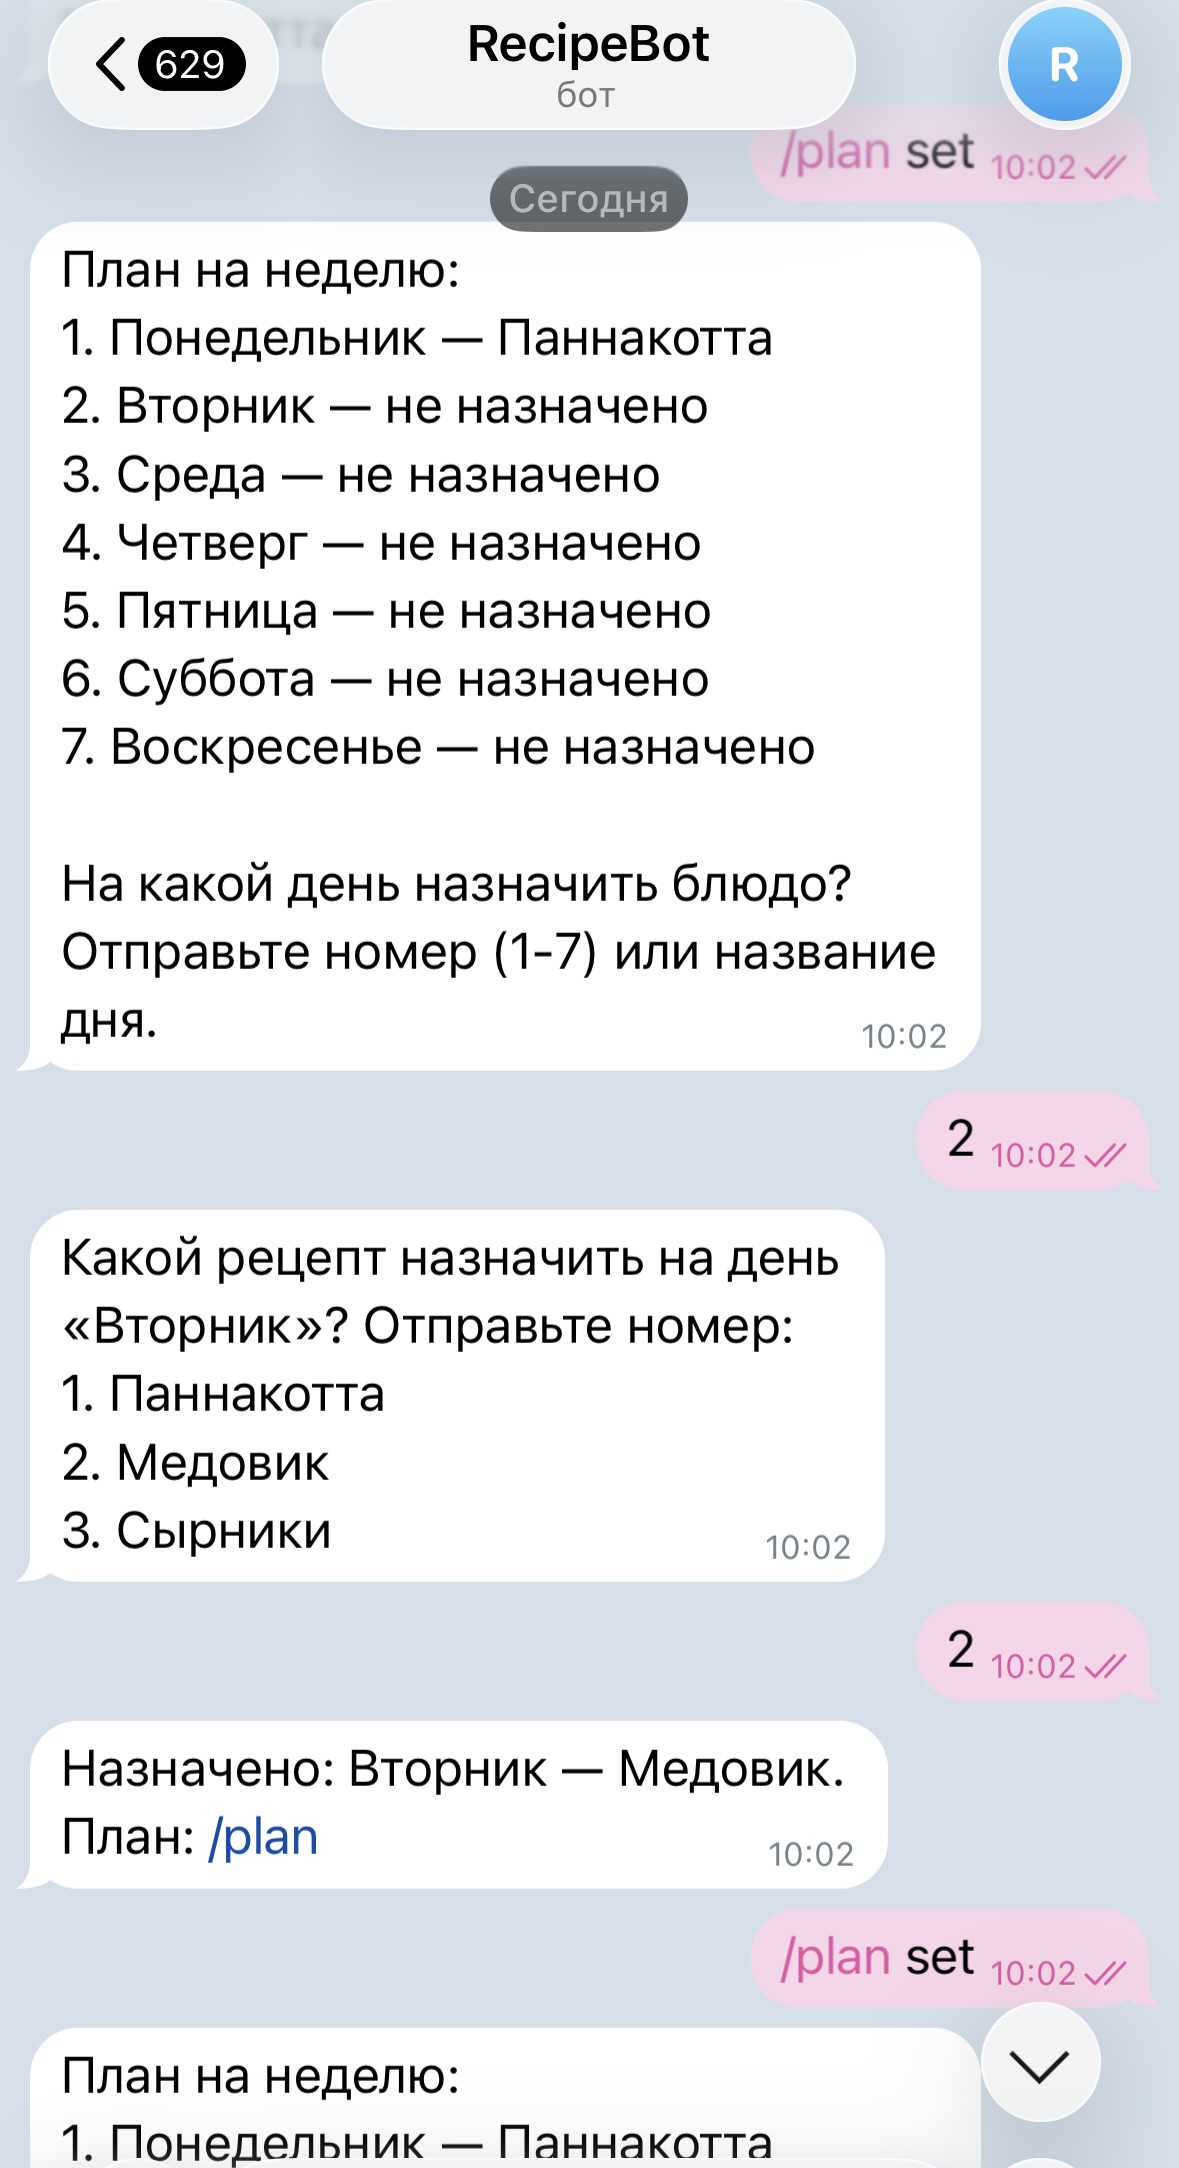 629
RecipeBot
бот
R
/plan set 10:02
Сегодня
План на неделю:
1. Понедельник — Паннакотта
2. Вторник — не назначено
3. Среда — не назначено
4. Четверг — не назначено
5. Пятница — не назначено
6. Суббота — не назначено
7. Воскресенье — не назначено
На какой день назначить блюдо?
Отправьте номер (1-7) или название
дня.
10:02
2 10:02
Какой рецепт назначить на день
«Вторник»? Отправьте номер:
1. Паннакотта
2. Медовик
3. Сырники
10:02
2 10:02
Назначено: Вторник — Медовик.
План: /plan
10:02
/plan set 10:02
План на неделю:
1. Понедельник — Паннакотта